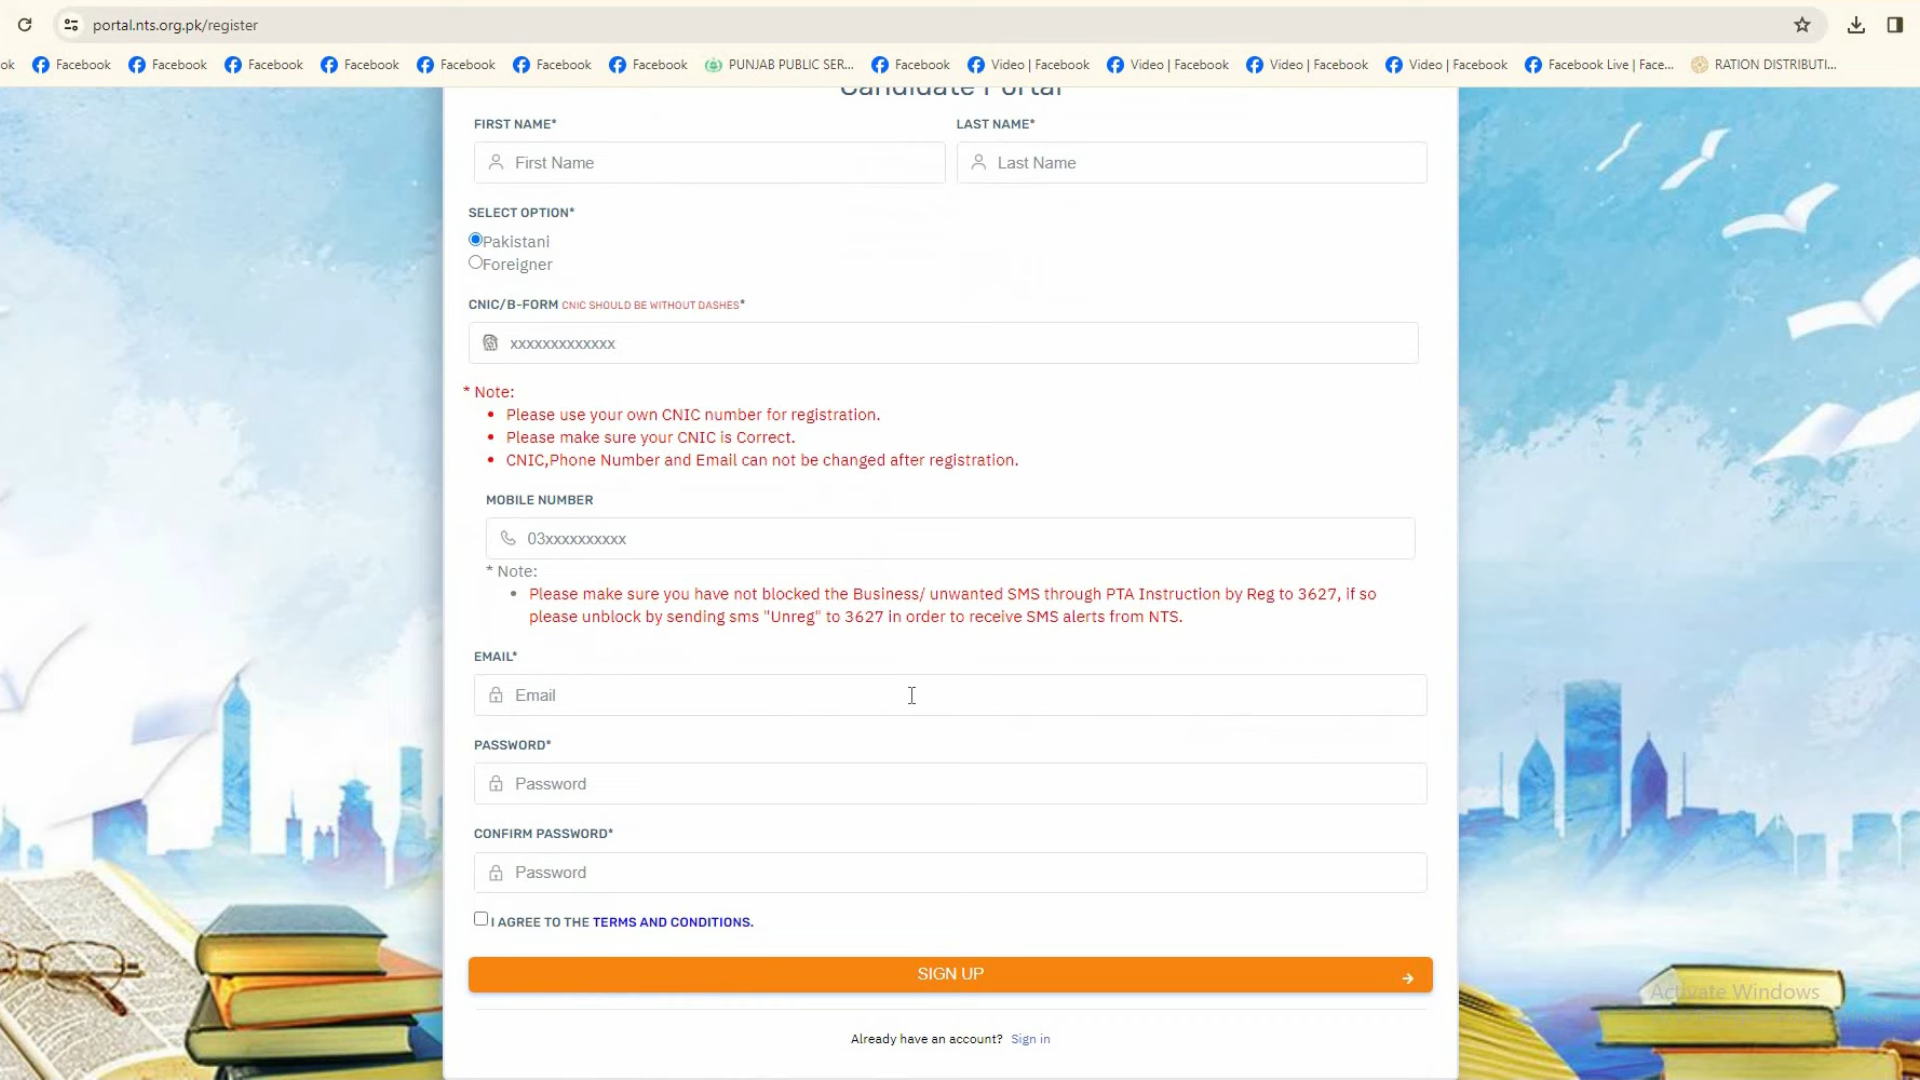 portal.nts.org.pk/register
ok Facebook Facebook Facebook Facebook Facebook Facebook Facebook PUNJAB PUBLIC SER... Facebook Video | Facebook Video | Facebook Video | Facebook Video | Facebook Facebook Live | Face... RATION DISTRIBUTI...
Candidate Portal
FIRST NAME* LAST NAME*
First Name Last Name
SELECT OPTION*
Pakistani
Foreigner
CNIC/B-FORM CNIC SHOULD BE WITHOUT DASHES*
xxxxxxxxxxxxx
* Note:
• Please use your own CNIC number for registration.
• Please make sure your CNIC is Correct.
• CNIC,Phone Number and Email can not be changed after registration.
MOBILE NUMBER
03xxxxxxxxxx
* Note:
• Please make sure you have not blocked the Business/ unwanted SMS through PTA Instruction by Reg to 3627, if so
please unblock by sending sms "Unreg" to 3627 in order to receive SMS alerts from NTS.
EMAIL*
Email
PASSWORD*
Password
CONFIRM PASSWORD*
Password
I AGREE TO THE TERMS AND CONDITIONS.
SIGN UP
Activate Windows
Already have an account? Sign in